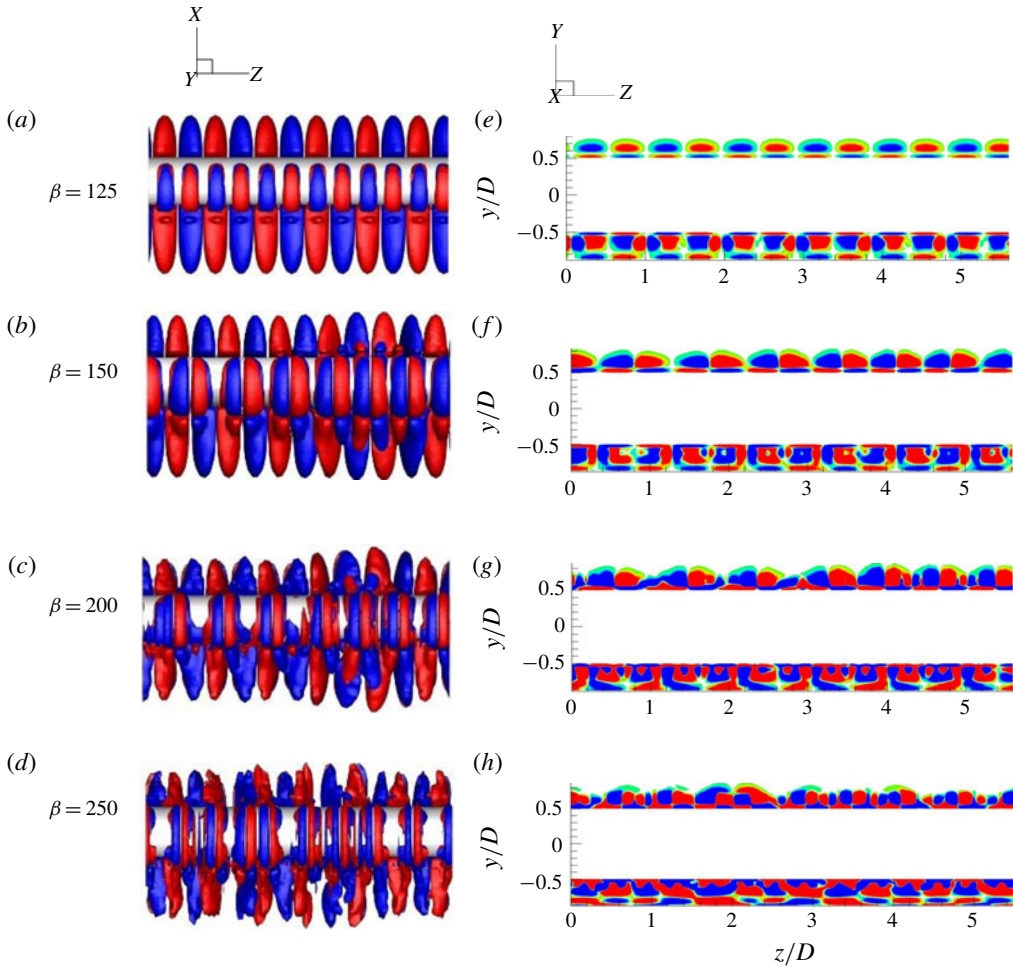 X
Y
Z
Y
X
Z
(a)
β = 125
(e)
y/D
0.5
0
−0.5
0 1 2 3 4 5
(b)
β = 150
(f)
y/D
0.5
0
−0.5
0 1 2 3 4 5
(c)
β = 200
(g)
y/D
0.5
0
−0.5
0 1 2 3 4 5
(d)
β = 250
(h)
y/D
0.5
0
−0.5
0 1 2 3 4 5
z/D